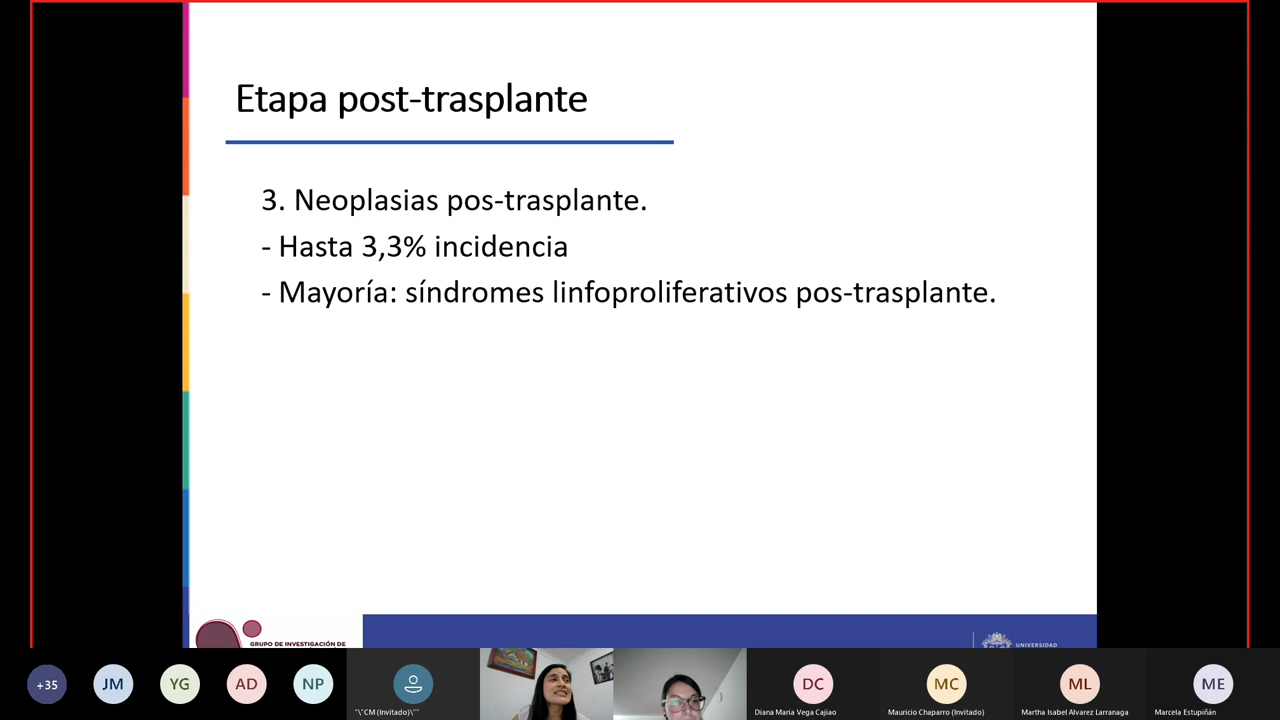 Etapa post-trasplante
3. Neoplasias pos-trasplante.
- Hasta 3,3% incidencia
- Mayoría: síndromes linfoproliferativos pos-trasplante.
GRUPO DE INVESTIGACIÓN DE
UNIVERSIDAD
+35
JM
YG
AD
NP
"\"CM (Invitado)\""
DC
Diana Maria Vega Cajiao
MC
Mauricio Chaparro (Invitado)
ML
Martha Isabel Alvarez Larranaga
ME
Marcela Estupiñán